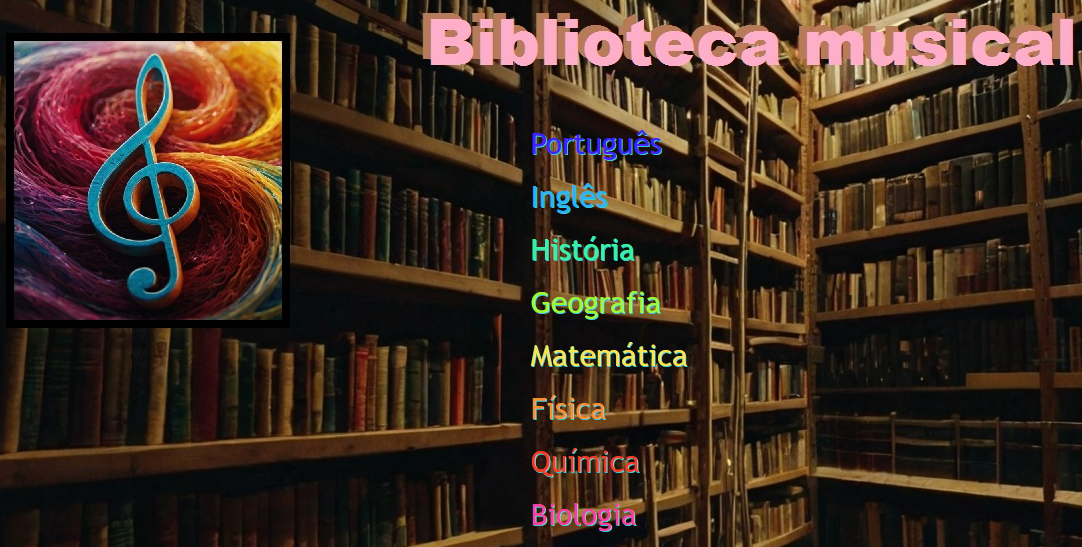 Biblioteca musical
Português
Inglês
História
Geografia
Matemática
Física
Química
Biologia